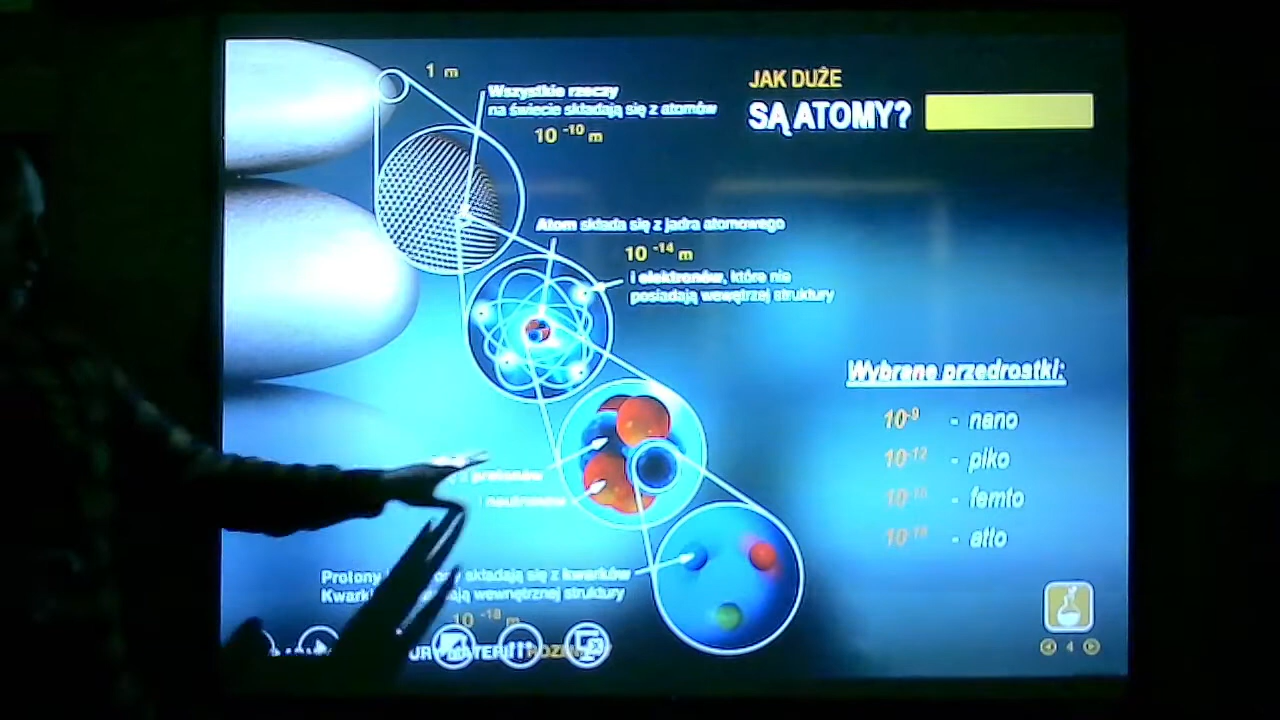 1 m
JAK DUŻE
SĄ ATOMY?
Wszystkie rzeczy
na świecie składają się z atomów
10 -10 m
Atom składa się z jądra atomowego
10 -14 m
i elektronów, które nie
posiadają wewętrzej struktury
Wybrane przedrostki:
10-9 - nano
10-12 - piko
- femto
- atto
z protonów
i neutronów
Protony składają się z kwarków
wewnętrznej struktury
10 -18 m
4